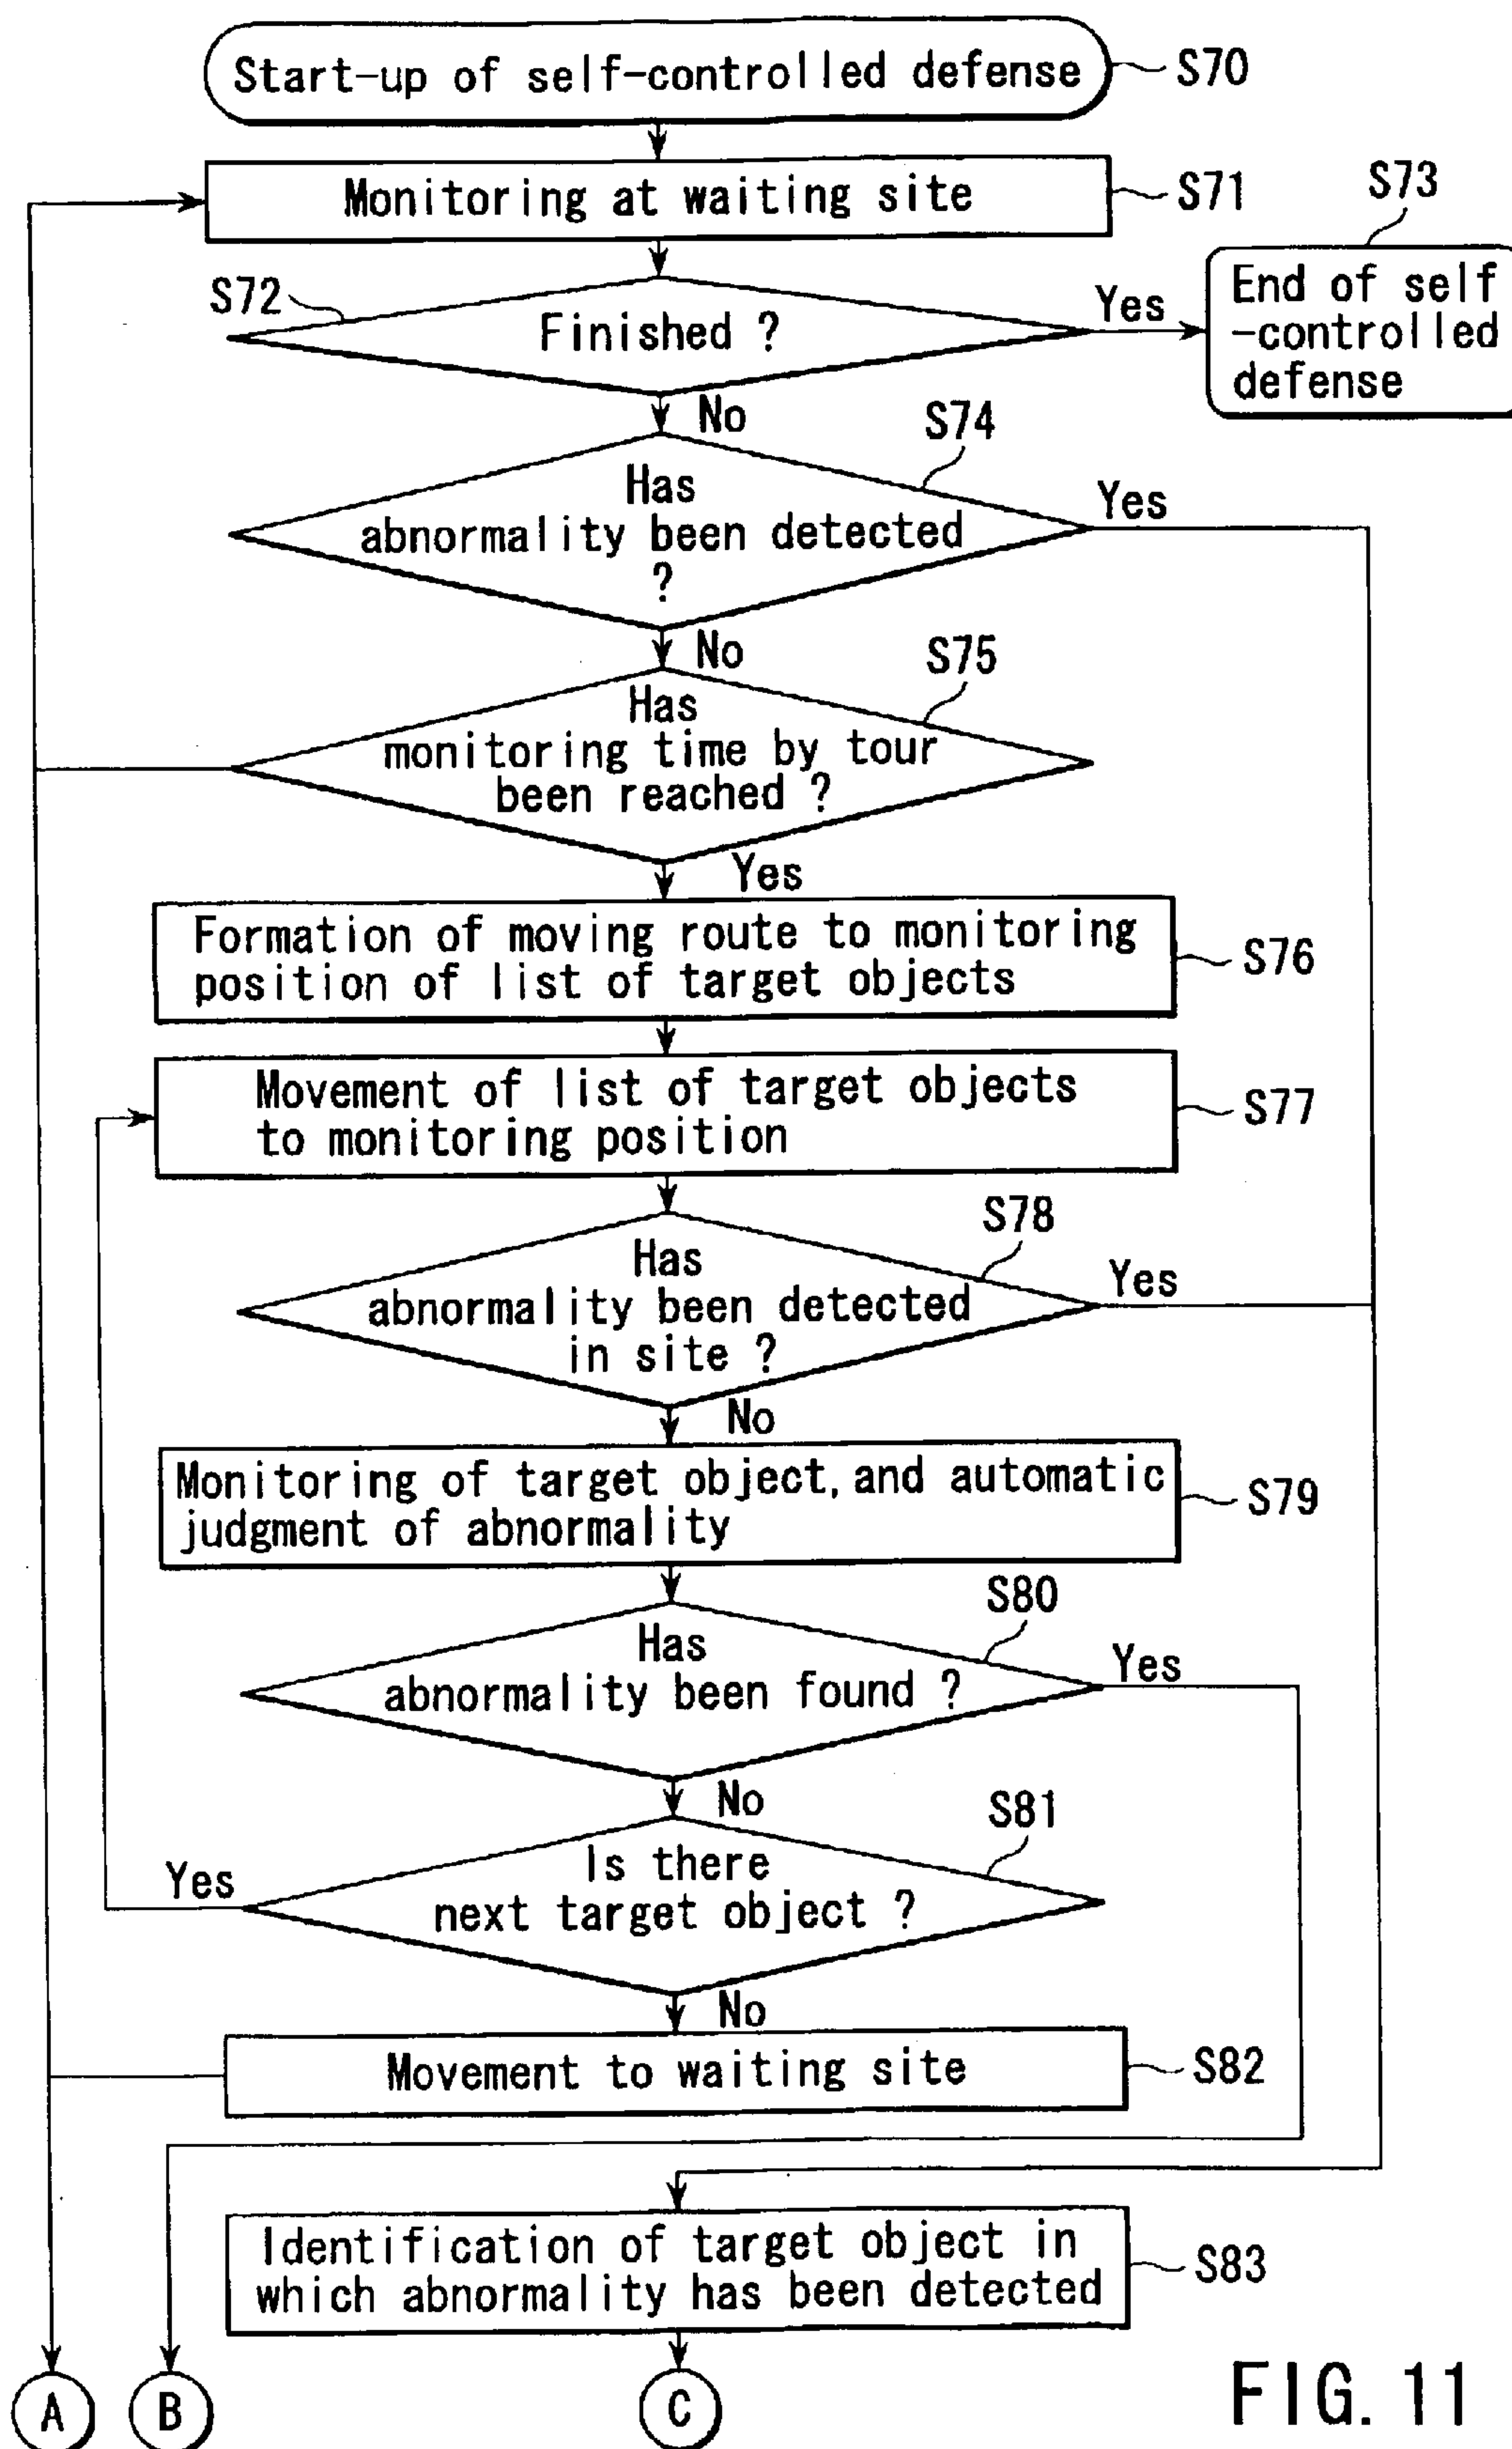 Start-up of self-controlled defense
S70
Monitoring at waiting site
S71
S73
End of self
-controlled
defense
S72
Finished ?
Yes
No
S74
Has
abnormality been detected
?
Yes
No
S75
Has
monitoring time by tour
been reached ?
Yes
Formation of moving route to monitoring
position of list of target objects
S76
Movement of list of target objects
to monitoring position
S77
S78
Has
abnormality been detected
in site ?
Yes
No
Monitoring of target object, and automatic
judgment of abnormality
S79
S80
Has
abnormality been found ?
Yes
No
S81
Is there
next target object ?
Yes
No
Movement to waiting site
S82
Identification of target object in
which abnormality has been detected
S83
A
B
C
FIG. 11